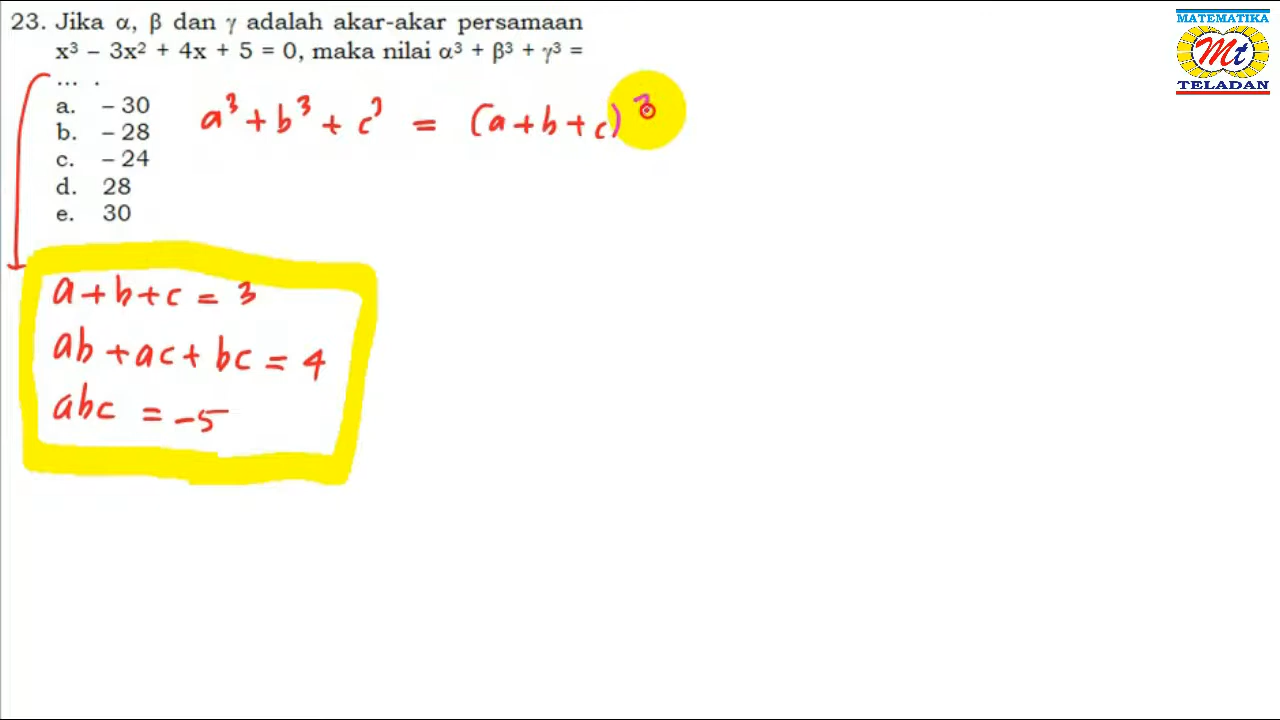 23. Jika α, β dan γ adalah akar-akar persamaan
x³ – 3x² + 4x + 5 = 0, maka nilai α³ + β³ + γ³ =
... .
a. – 30
b. – 28
c. – 24
d. 28
e. 30
a³ + b³ + c³ = (a + b + c)³
a + b + c = 3
ab + ac + bc = 4
abc = -5
MATEMATIKA
Mt
TELADAN